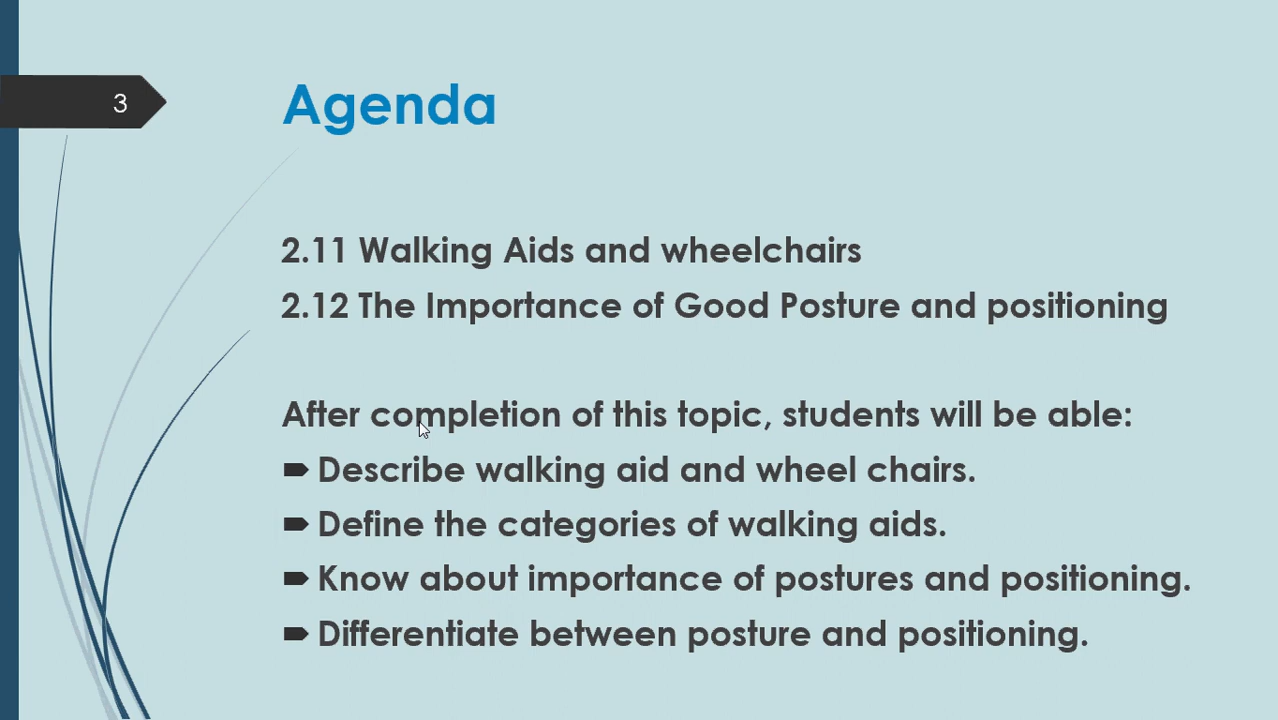 3
Agenda
2.11 Walking Aids and wheelchairs
2.12 The Importance of Good Posture and positioning
After completion of this topic, students will be able:
Describe walking aid and wheel chairs.
Define the categories of walking aids.
Know about importance of postures and positioning.
Differentiate between posture and positioning.